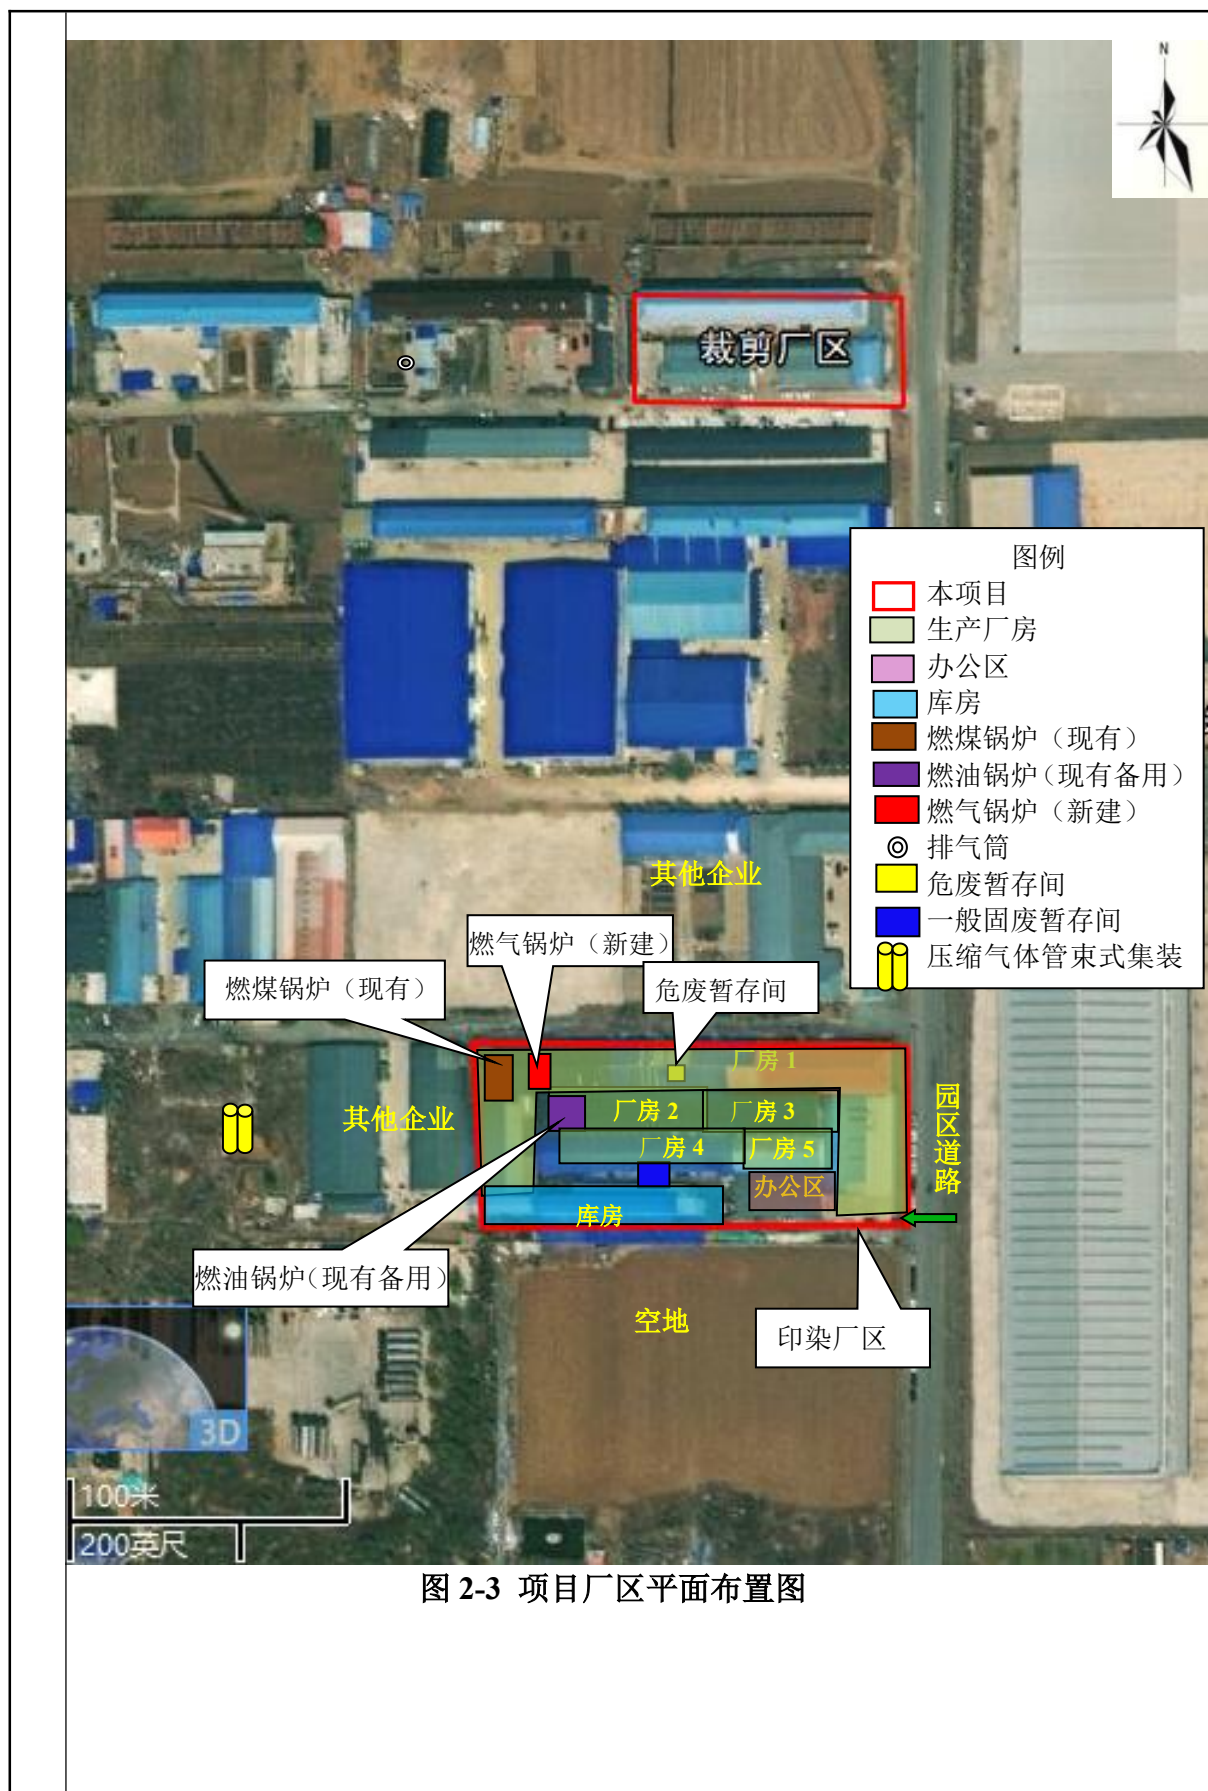 N
裁剪厂区
图例
本项目
生产厂房
办公区
库房
燃煤锅炉（现有）
燃油锅炉（现有备用）
燃气锅炉（新建）
排气筒
危废暂存间
一般固废暂存间
压缩气体管束式集装
其他企业
燃气锅炉（新建）
燃煤锅炉（现有）
危废暂存间
厂房 1
厂房 2
厂房 3
其他企业
厂房 4
厂房 5
园区道路
办公区
库房
燃油锅炉（现有备用）
空地
印染厂区
3D
100米
200英尺
图 2-3 项目厂区平面布置图